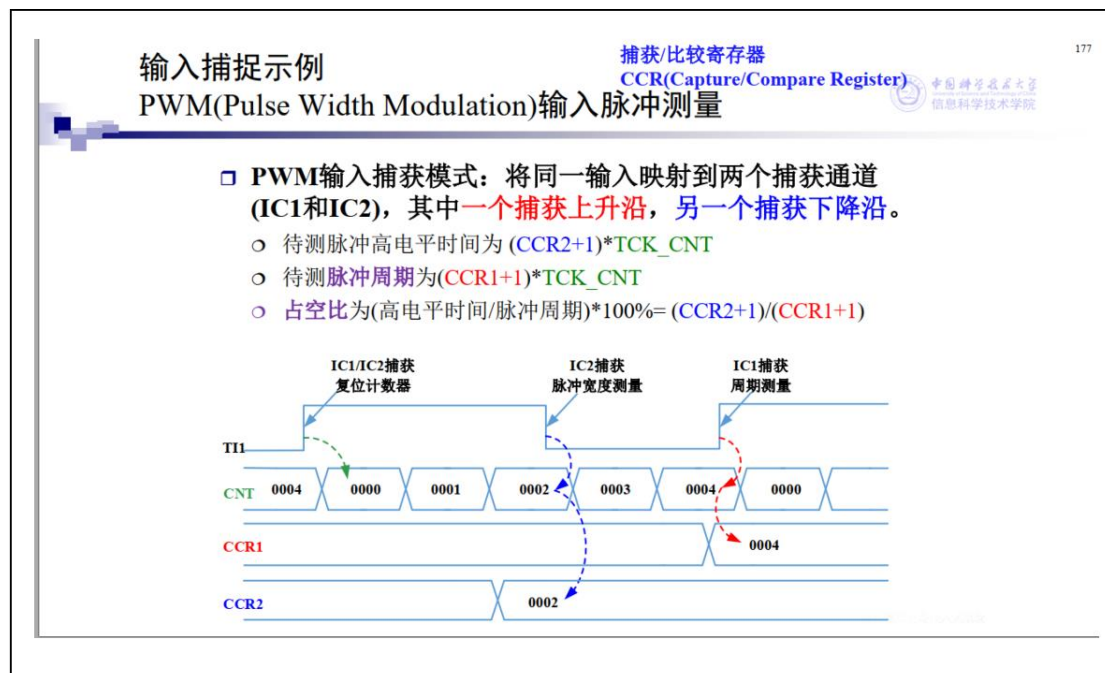 输入捕捉示例
PWM(Pulse Width Modulation)输入脉冲测量
捕获/比较寄存器
CCR(Capture/Compare Register)
177
中国科学技术大学
信息科学技术学院
PWM输入捕获模式：将同一输入映射到两个捕获通道
(IC1和IC2)，其中一个捕获上升沿，另一个捕获下降沿。
待测脉冲高电平时间为 (CCR2+1)*TCK_CNT
待测脉冲周期为(CCR1+1)*TCK_CNT
占空比为(高电平时间/脉冲周期)*100%= (CCR2+1)/(CCR1+1)
IC1/IC2捕获
复位计数器
IC2捕获
脉冲宽度测量
IC1捕获
周期测量
TI1
CNT 0004 0000 0001 0002 0003 0004 0000
CCR1 0004
CCR2 0002